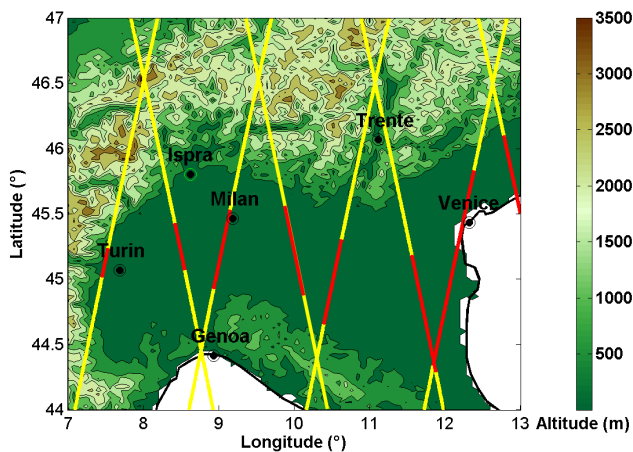 47
46.5
46
45.5
45
44.5
44
Latitude (°)
7
8
9
10
11
12
13
Longitude (°)
Trente
Ispra
Milan
Venice
Turin
Genoa
3500
3000
2500
2000
1500
1000
500
Altitude (m)